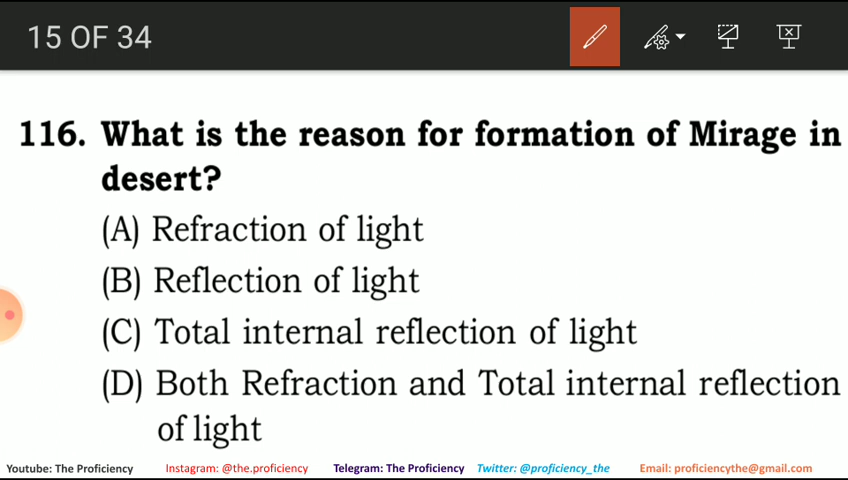 15 OF 34
116. What is the reason for formation of Mirage in
desert?
(A) Refraction of light
(B) Reflection of light
(C) Total internal reflection of light
(D) Both Refraction and Total internal reflection
of light
Youtube: The Proficiency Instagram: @the.proficiency Telegram: The Proficiency Twitter: @proficiency_the Email: proficiencythe@gmail.com